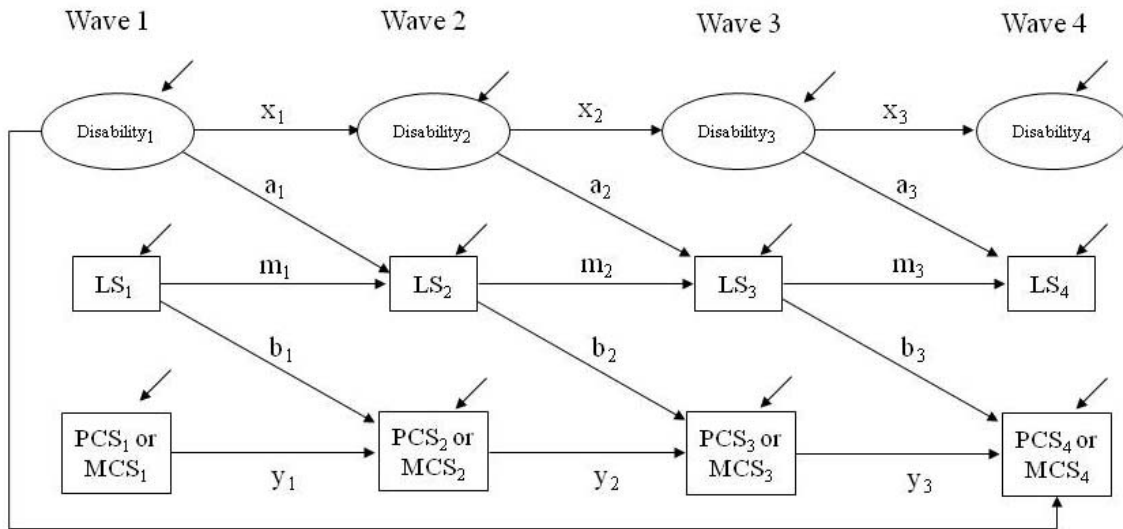 Wave 1 Wave 2 Wave 3 Wave 4
x₁ x₂ x₃
Disability₁ Disability₂ Disability₃ Disability₄
a₁ a₂ a₃
m₁ m₂ m₃
LS₁ LS₂ LS₃ LS₄
b₁ b₂ b₃
PCS₁ or PCS₂ or PCS₃ or PCS₄ or
MCS₁ MCS₂ MCS₃ MCS₄
y₁ y₂ y₃